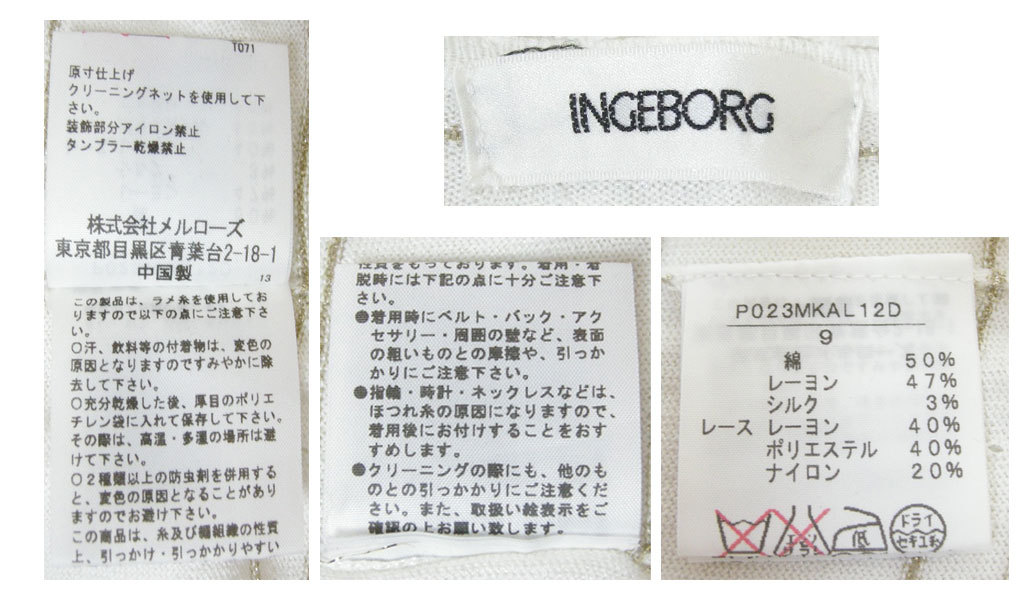 T071
原寸仕上げ
クリーニングネットを使用して下
さい。
装飾部分アイロン禁止
タンブラー乾燥禁止
株式会社メルローズ
東京都目黒区青葉台2-18-1
中国製
13
この製品は、ラメ糸を使用してお
りますので以下の点にご注意下さ
い。
○汗、飲料等の付着物は、変色の
原因となりますのですみやかに除
去して下さい。
○充分乾燥した後、厚目のポリエ
チレン袋に入れて保存して下さい。
その際は、高温・多湿の場所は避
けて下さい。
○2種類以上の防虫剤を併用する
と、変色の原因となることがあり
ますのでお避け下さい。
この商品は、糸及び編組織の性質
上、引っかけ・引っかかりやすい
INGEBORG
性質をもっております。着用・着
脱時には下記の点に十分ご注意下
さい。
●着用時にベルト・バック・アク
セサリー・周囲の壁など、表面
の粗いものとの摩擦や、引っか
かりにご注意下さい。
●指輪・時計・ネックレスなどは、
ほつれ糸の原因になりますので、
着用後にお付けすることをおす
すめします。
●クリーニングの際にも、他のも
のとの引っかかりにご注意くだ
さい。また、取扱い絵表示をご
確認の上お願い致します。
P023MKAL12D
9
綿 50%
レーヨン 47%
シルク 3%
レース レーヨン 40%
ポリエステル 40%
ナイロン 20%
低
ドライ
セキユ系